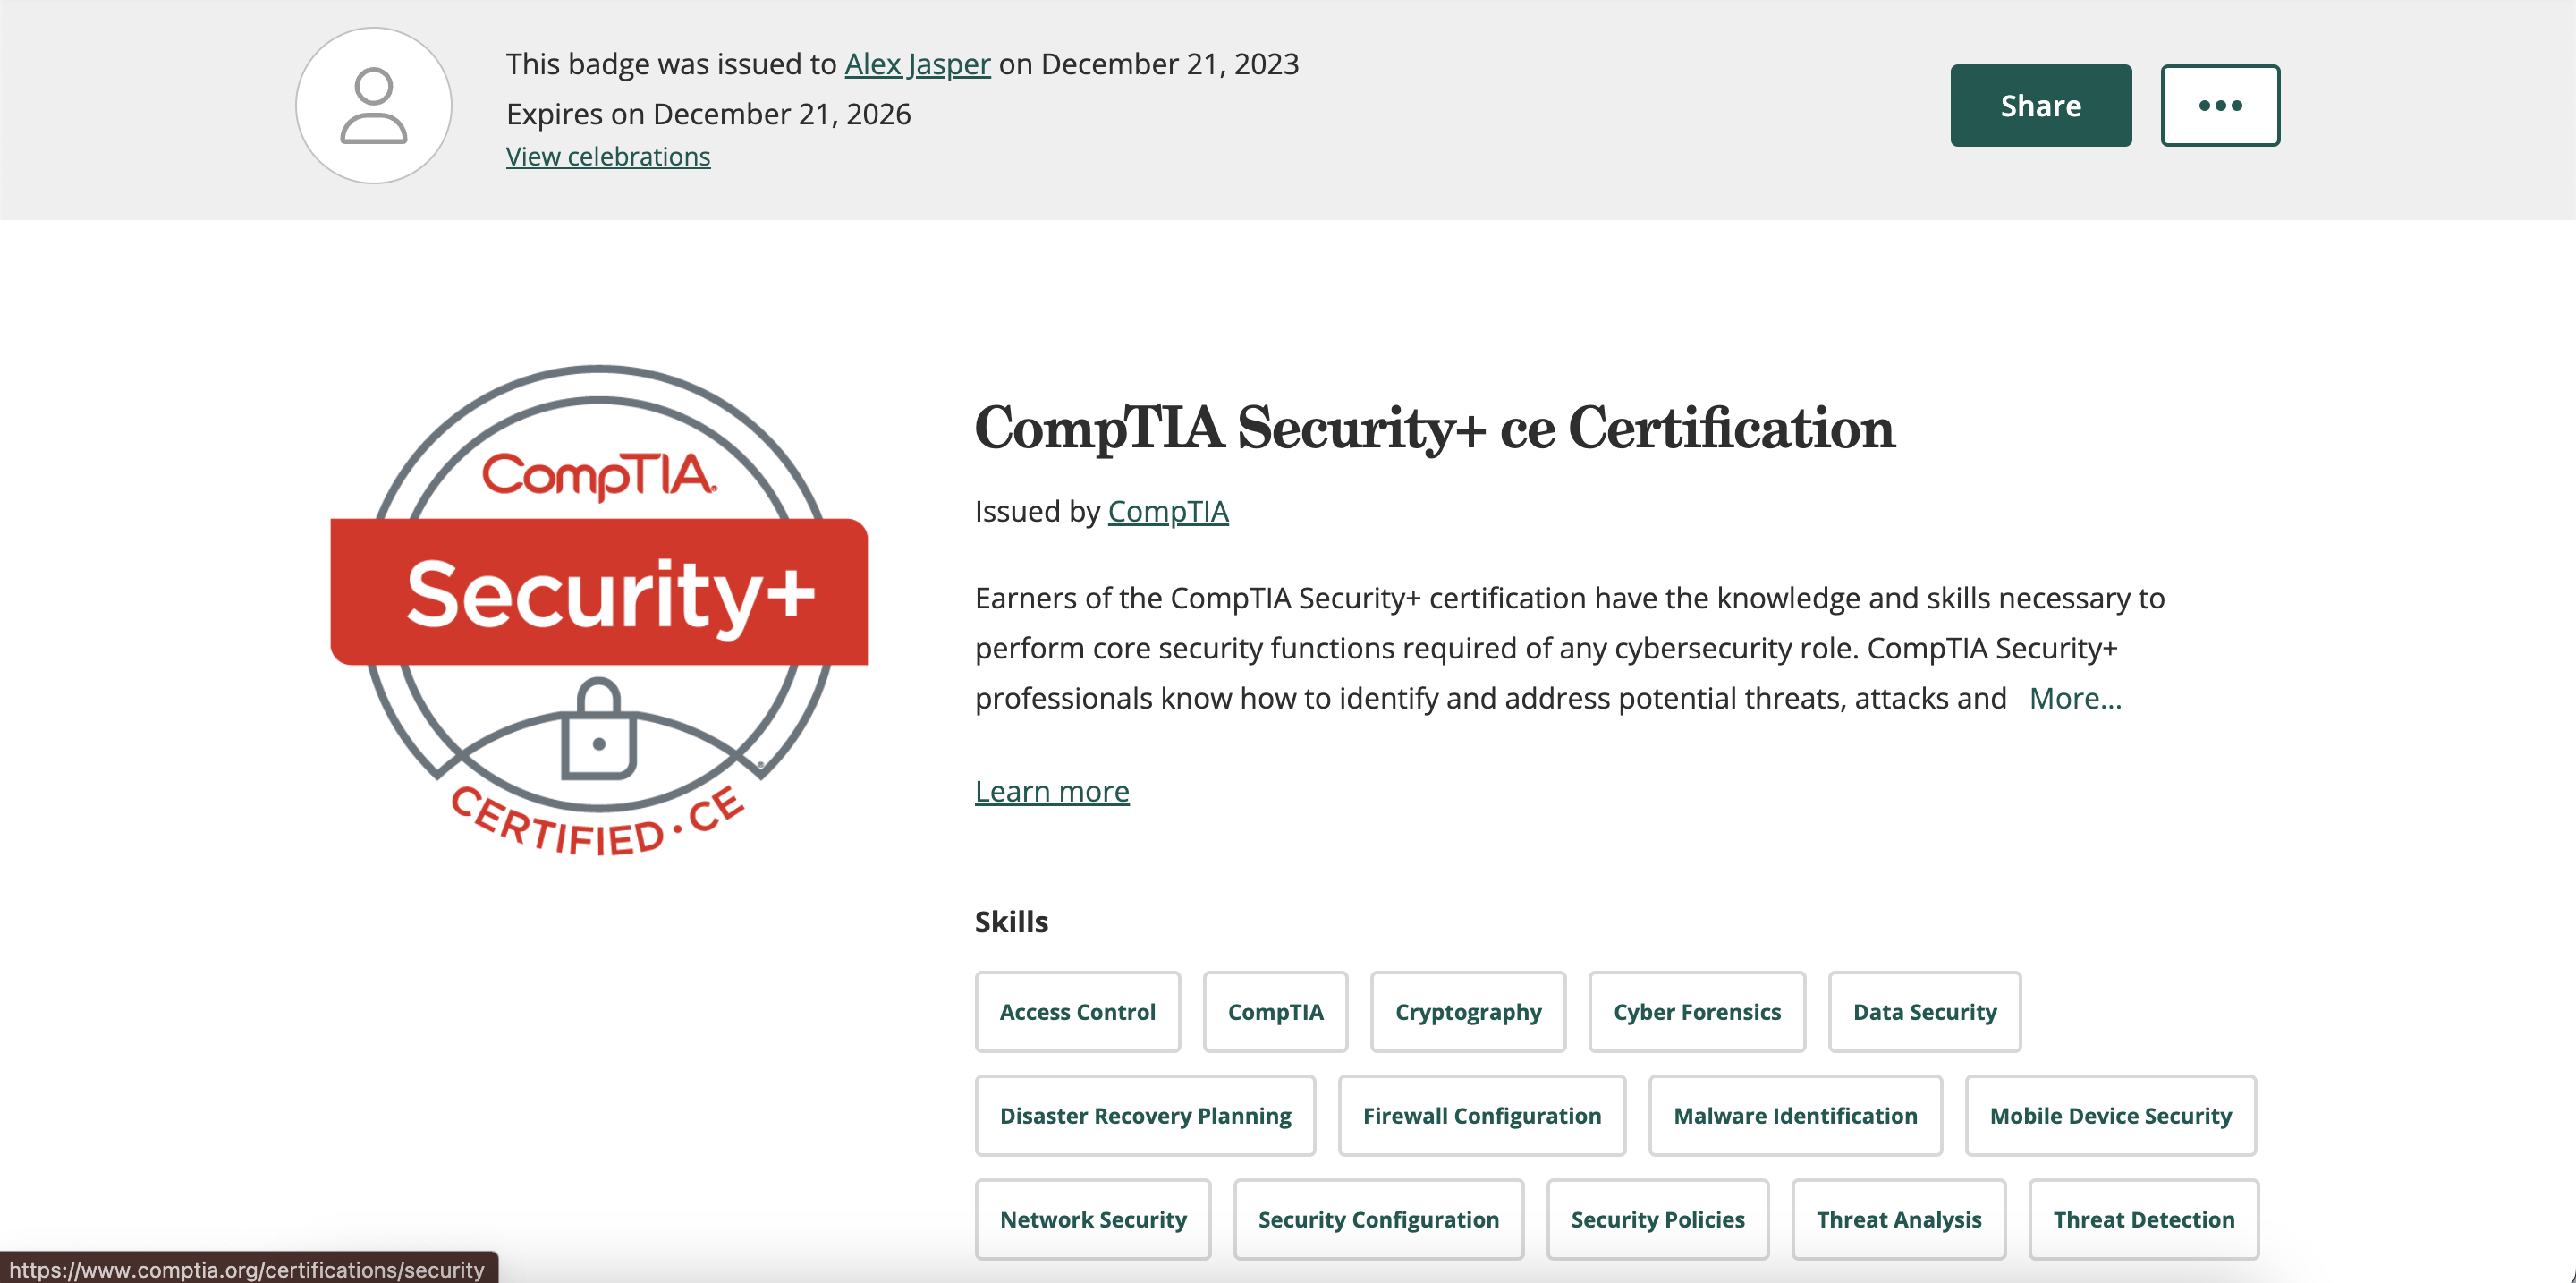 This badge was issued to Alex Jasper on December 21, 2023
Expires on December 21, 2026
View celebrations
Share
CompTIA.
Security+
CERTIFIED • CE
CompTIA Security+ ce Certification
Issued by CompTIA
Earners of the CompTIA Security+ certification have the knowledge and skills necessary to
perform core security functions required of any cybersecurity role. CompTIA Security+
professionals know how to identify and address potential threats, attacks and More...
Learn more
Skills
Access Control CompTIA Cryptography Cyber Forensics Data Security
Disaster Recovery Planning Firewall Configuration Malware Identification Mobile Device Security
Network Security Security Configuration Security Policies Threat Analysis Threat Detection
https://www.comptia.org/certifications/security